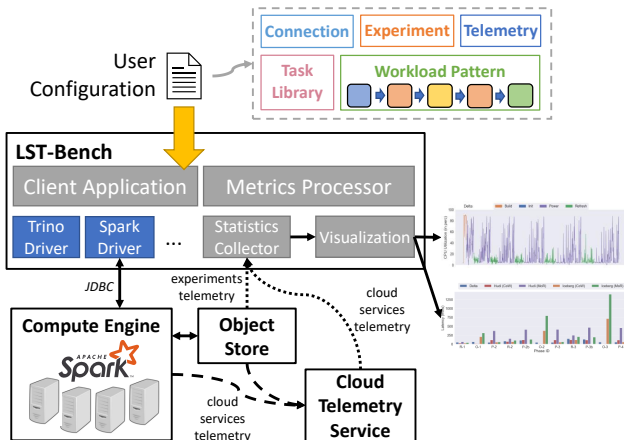 User
Configuration
Connection
Experiment
Telemetry
Task
Library
Workload Pattern
LST-Bench
Client Application
Metrics Processor
Trino
Driver
Spark
Driver
...
Statistics
Collector
Visualization
JDBC
experiments
telemetry
cloud
services
telemetry
Compute Engine
APACHE
Spark
Object
Store
cloud
services
telemetry
Cloud
Telemetry
Service
Phase ID